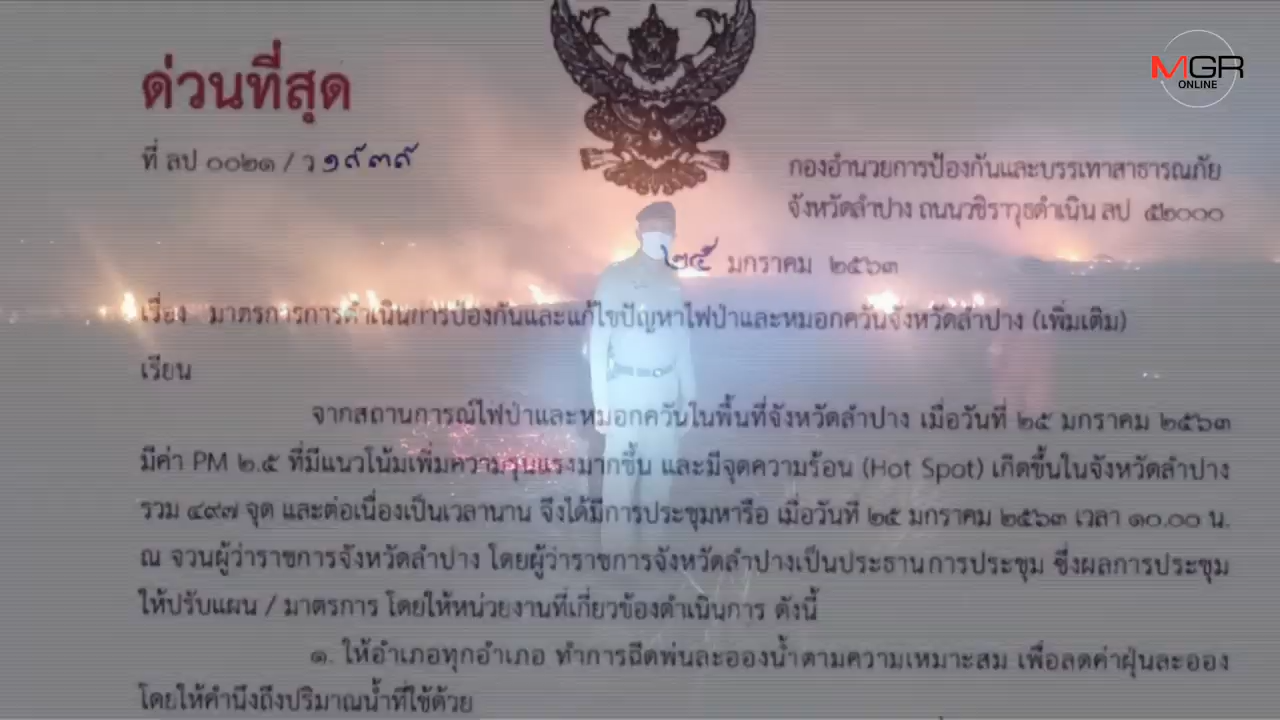 MGR
ONLINE
ด่วนที่สุด
ที่ ลป ๐๐๒๑ / ว ๑๙๓๙
กองอำนวยการป้องกันและบรรเทาสาธารณภัย
จังหวัดลำปาง ถนนวชิราวุธดำเนิน ลป ๕๒๐๐๐
๒๕ มกราคม ๒๕๖๓
เรื่อง มาตรการการดำเนินการป้องกันและแก้ไขปัญหาไฟป่าและหมอกควันจังหวัดลำปาง (เพิ่มเติม)
เรียน
จากสถานการณ์ไฟป่าและหมอกควันในพื้นที่จังหวัดลำปาง เมื่อวันที่ ๒๕ มกราคม ๒๕๖๓
มีค่า PM ๒.๕ ที่มีแนวโน้มเพิ่มความรุนแรงมากขึ้น และมีจุดความร้อน (Hot Spot) เกิดขึ้นในจังหวัดลำปาง
รวม ๔๙๗ จุด และต่อเนื่องเป็นเวลานาน จึงได้มีการประชุมหารือ เมื่อวันที่ ๒๕ มกราคม ๒๕๖๓ เวลา ๑๐.๐๐ น.
ณ จวนผู้ว่าราชการจังหวัดลำปาง โดยผู้ว่าราชการจังหวัดลำปางเป็นประธานการประชุม ซึ่งผลการประชุม
ให้ปรับแผน / มาตรการ โดยให้หน่วยงานที่เกี่ยวข้องดำเนินการ ดังนี้
๑. ให้อำเภอทุกอำเภอ ทำการฉีดพ่นละอองน้ำตามความเหมาะสม เพื่อลดค่าฝุ่นละออง
โดยให้คำนึงถึงปริมาณน้ำที่ใช้ด้วย